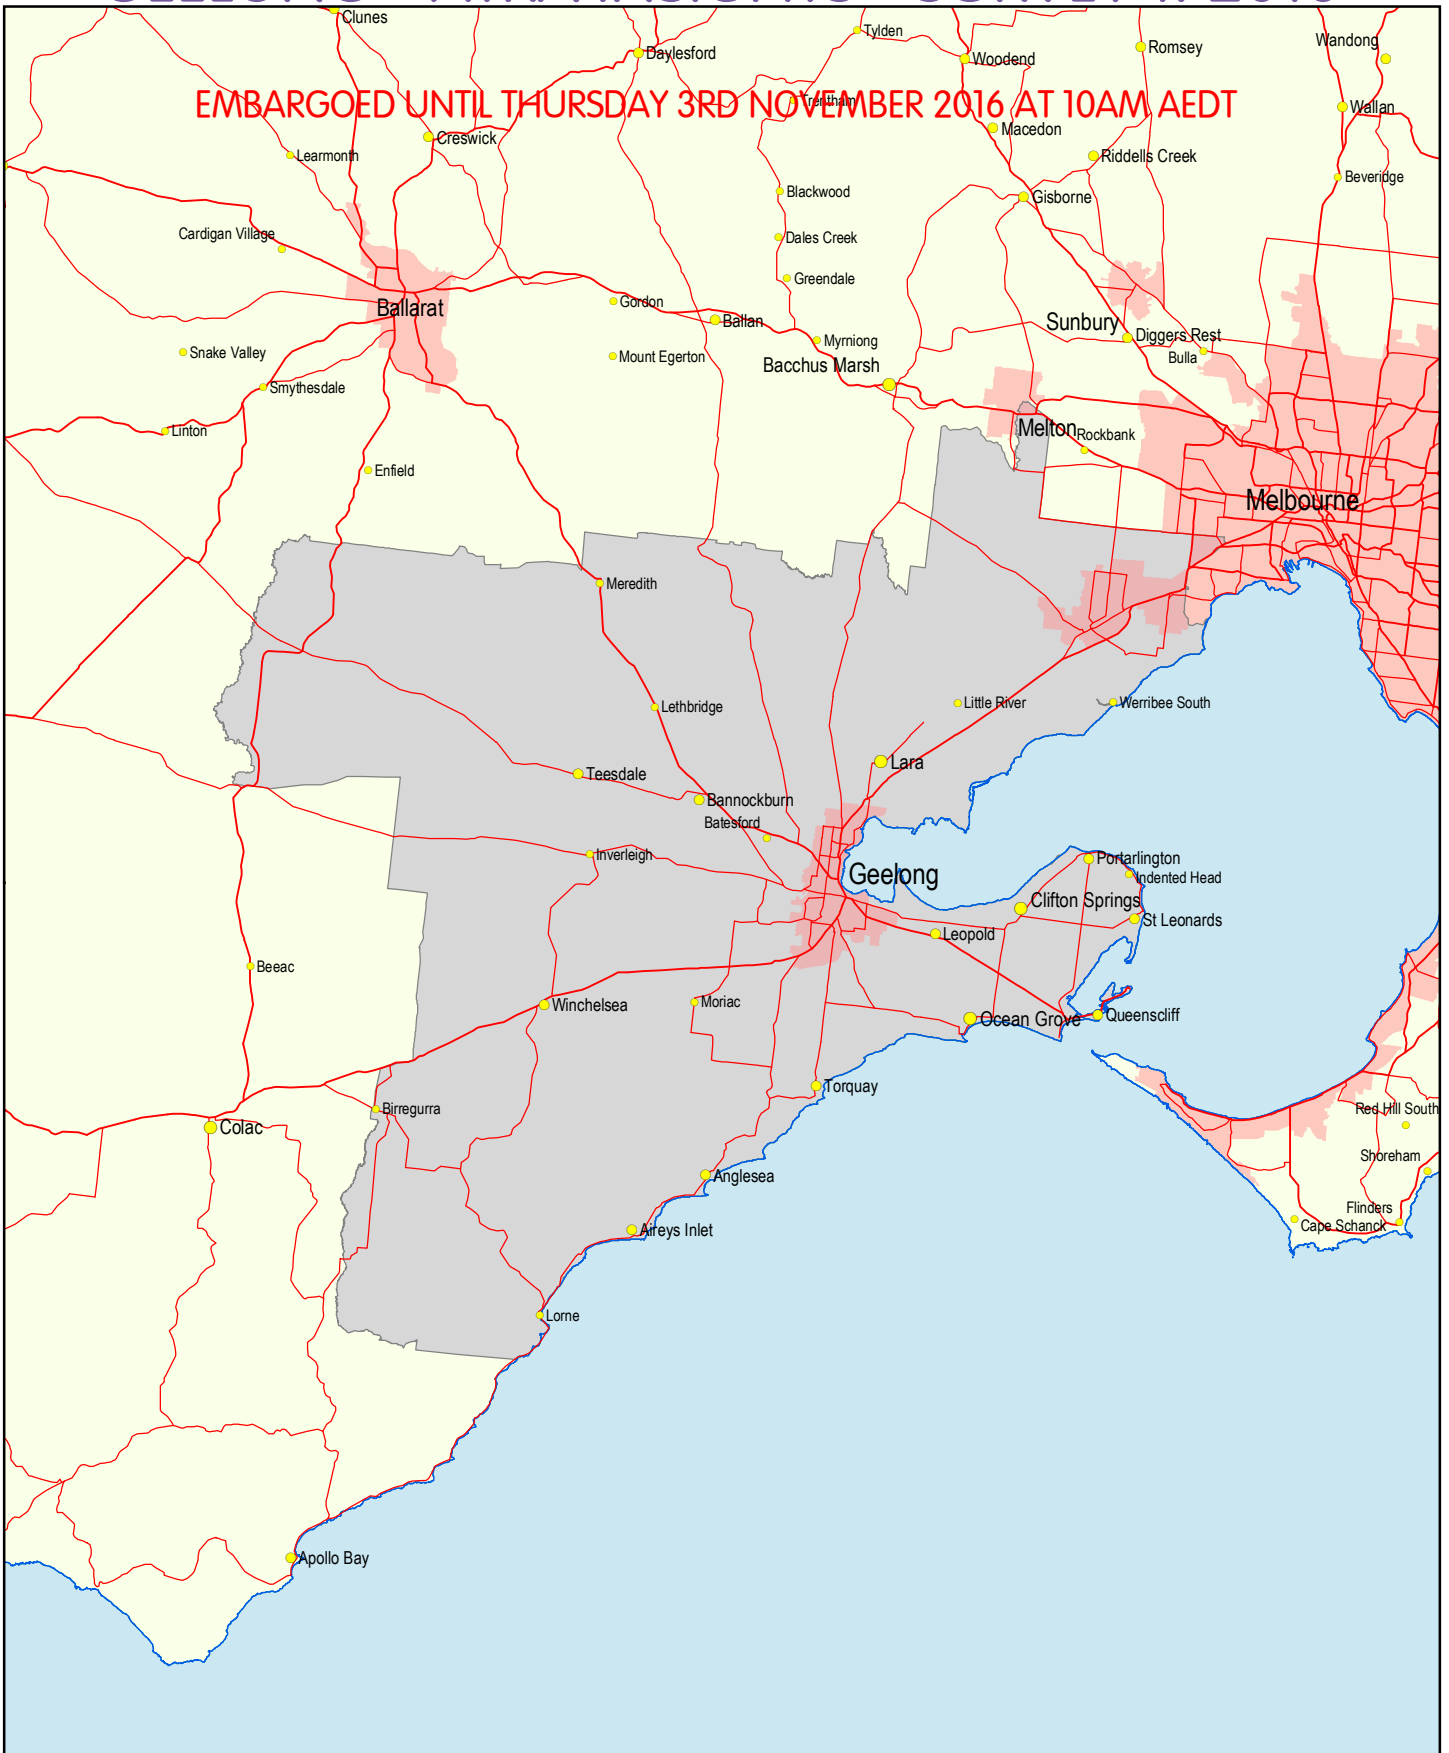 Clunes
Tylden
Daylesford
Woodend
Romsey
Wandong
EMBARGOED UNTIL THURSDAY 3RD NOVEMBER 2016 AT 10AM AEDT
Trentham
Wallan
Creswick
Macedon
Learmonth
Riddells Creek
Beveridge
Blackwood
Gisborne
Cardigan Village
Dales Creek
Greendale
Ballarat
Gordon
Ballan
Sunbury
Diggers Rest
Myrniong
Snake Valley
Mount Egerton
Bulla
Bacchus Marsh
Smythesdale
Linton
Melton
Rockbank
Enfield
Melbourne
Meredith
Lethbridge
Little River
Werribee South
Lara
Teesdale
Bannockburn
Batesford
Inverleigh
Portarlington
Geelong
Indented Head
Clifton Springs
St Leonards
Leopold
Beeac
Winchelsea
Moriac
Ocean Grove
Queenscliff
Torquay
Birregurra
Red Hill South
Colac
Shoreham
Anglesea
Flinders
Aireys Inlet
Cape Schanck
Lorne
Apollo Bay